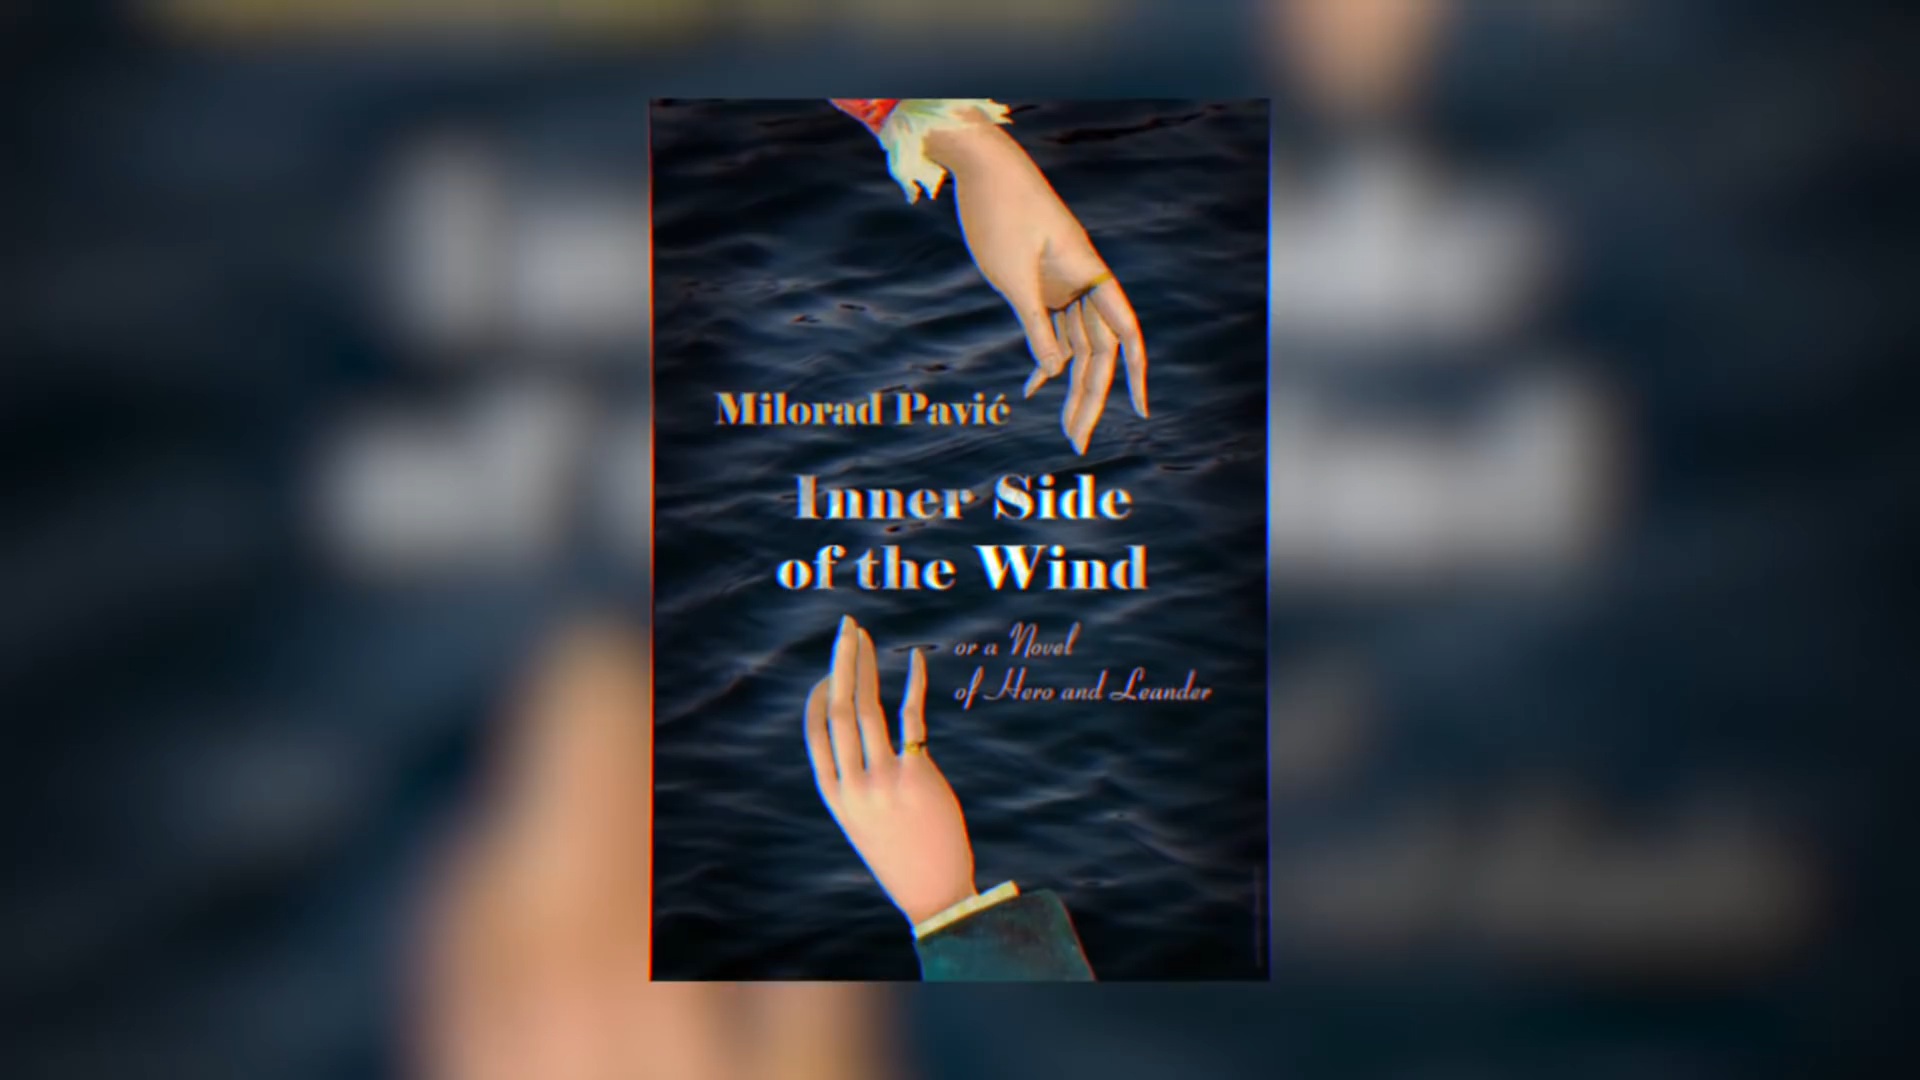 Milorad Pavić
Inner Side
of the Wind
or a Novel
of Hero and Leander